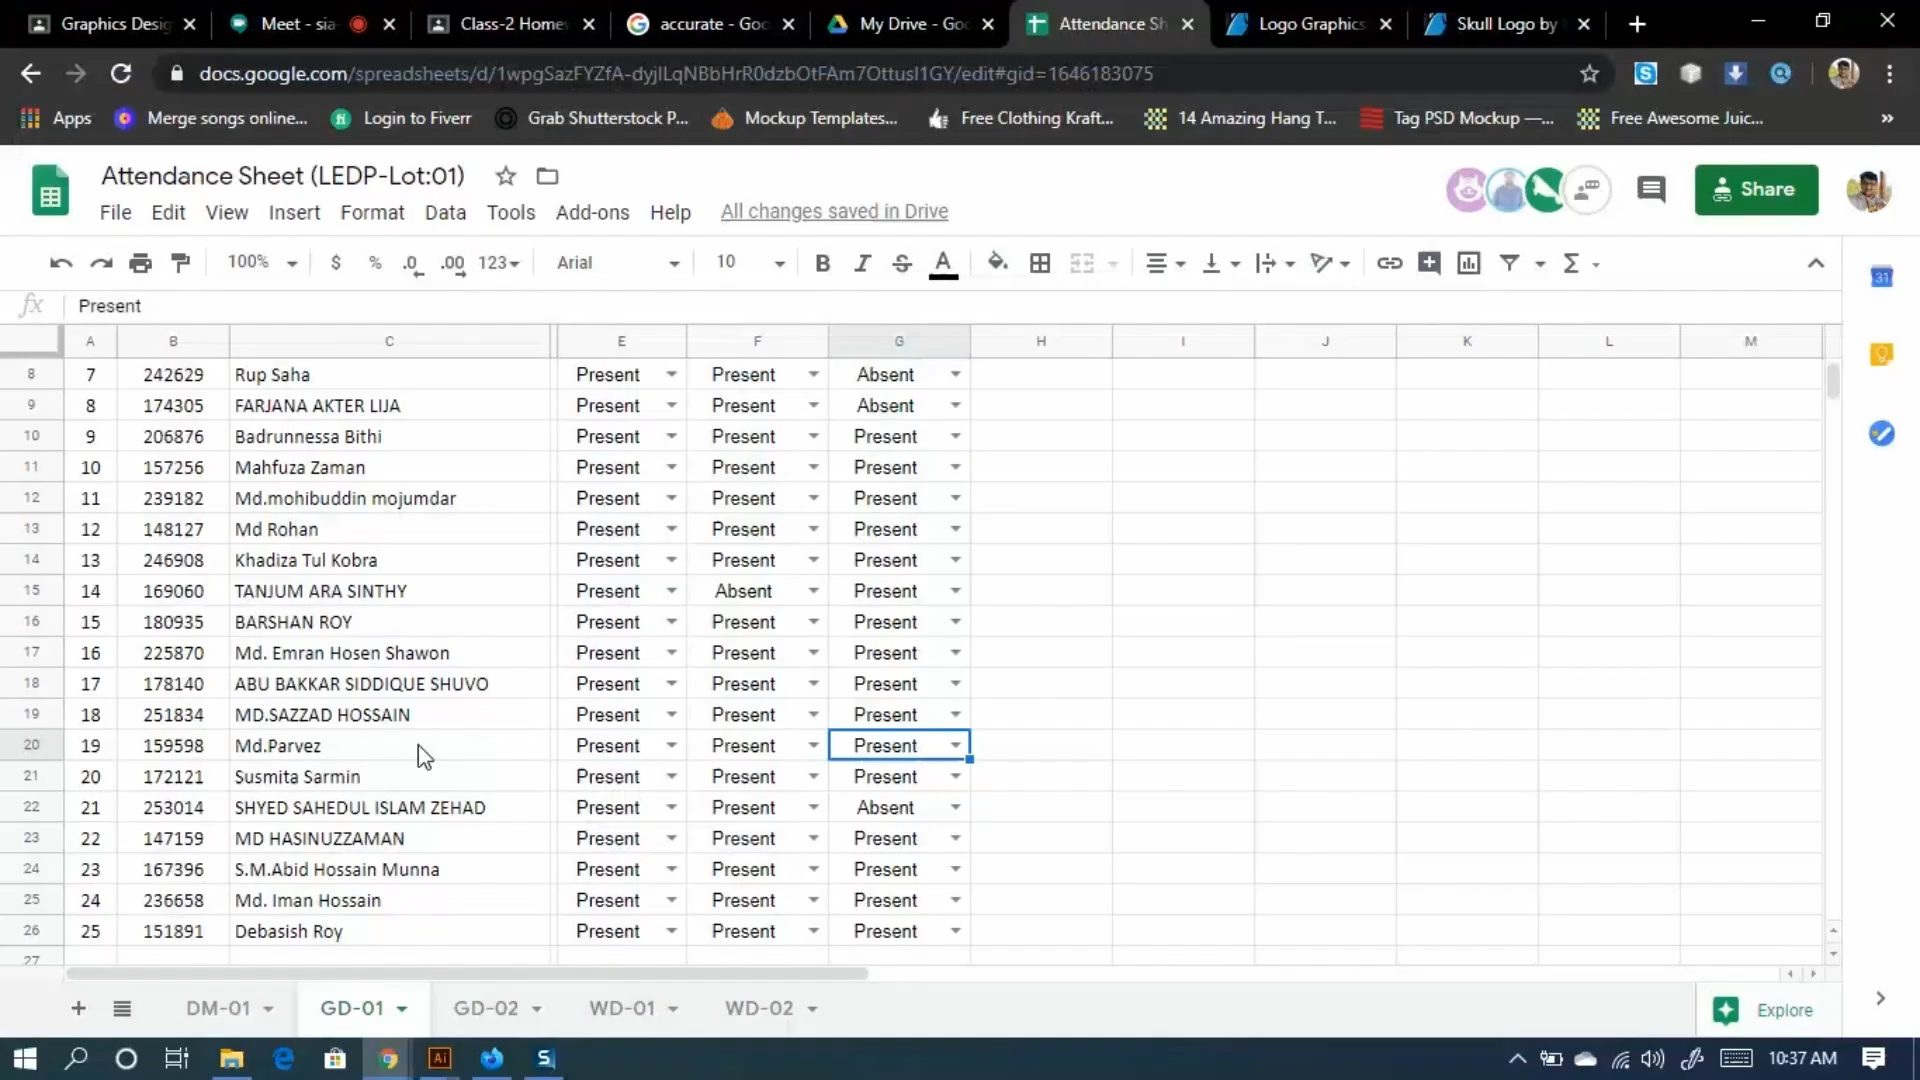 Graphics Desig
Meet - sia
Class-2 Home
accurate - Goo
My Drive - Goo
Attendance Sh
Logo Graphics
Skull Logo by
docs.google.com/spreadsheets/d/1wpgSazFYZfA-dyjlLqNBbHrR0dzbOtFAm7OttusI1GY/edit#gid=1646183075
Apps
Merge songs online...
Login to Fiverr
Grab Shutterstock P...
Mockup Templates...
Free Clothing Kraft...
14 Amazing Hang T...
Tag PSD Mockup —...
Free Awesome Juic...
»
Attendance Sheet (LEDP-Lot:01)
File Edit View Insert Format Data Tools Add-ons Help All changes saved in Drive
Share
100% $ % .0 .00 123 Arial 10 B I S A Σ
31
fx Present
A B C E F G H I J K L M
8 7 242629 Rup Saha Present Present Absent
9 8 174305 FARJANA AKTER LIJA Present Present Absent
10 9 206876 Badrunnessa Bithi Present Present Present
11 10 157256 Mahfuza Zaman Present Present Present
12 11 239182 Md.mohibuddin mojumdar Present Present Present
13 12 148127 Md Rohan Present Present Present
14 13 246908 Khadiza Tul Kobra Present Present Present
15 14 169060 TANJUM ARA SINTHY Present Absent Present
16 15 180935 BARSHAN ROY Present Present Present
17 16 225870 Md. Emran Hosen Shawon Present Present Present
18 17 178140 ABU BAKKAR SIDDIQUE SHUVO Present Present Present
19 18 251834 MD.SAZZAD HOSSAIN Present Present Present
20 19 159598 Md.Parvez Present Present Present
21 20 172121 Susmita Sarmin Present Present Present
22 21 253014 SHYED SAHEDUL ISLAM ZEHAD Present Present Absent
23 22 147159 MD HASINUZZAMAN Present Present Present
24 23 167396 S.M.Abid Hossain Munna Present Present Present
25 24 236658 Md. Iman Hossain Present Present Present
26 25 151891 Debasish Roy Present Present Present
27
DM-01 GD-01 GD-02 WD-01 WD-02
Explore
Ai
S
10:37 AM